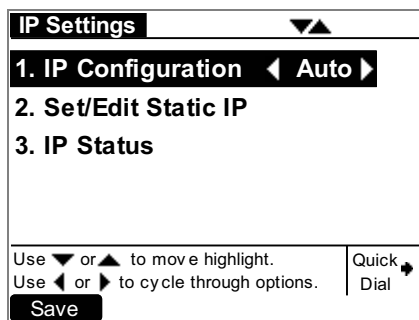 IP Settings ▼▲
1. IP Configuration ◀ Auto ▶
2. Set/Edit Static IP
3. IP Status
Use ▼ or ▲ to move highlight.
Use ◀ or ▶ to cycle through options.
Quick
Dial
Save